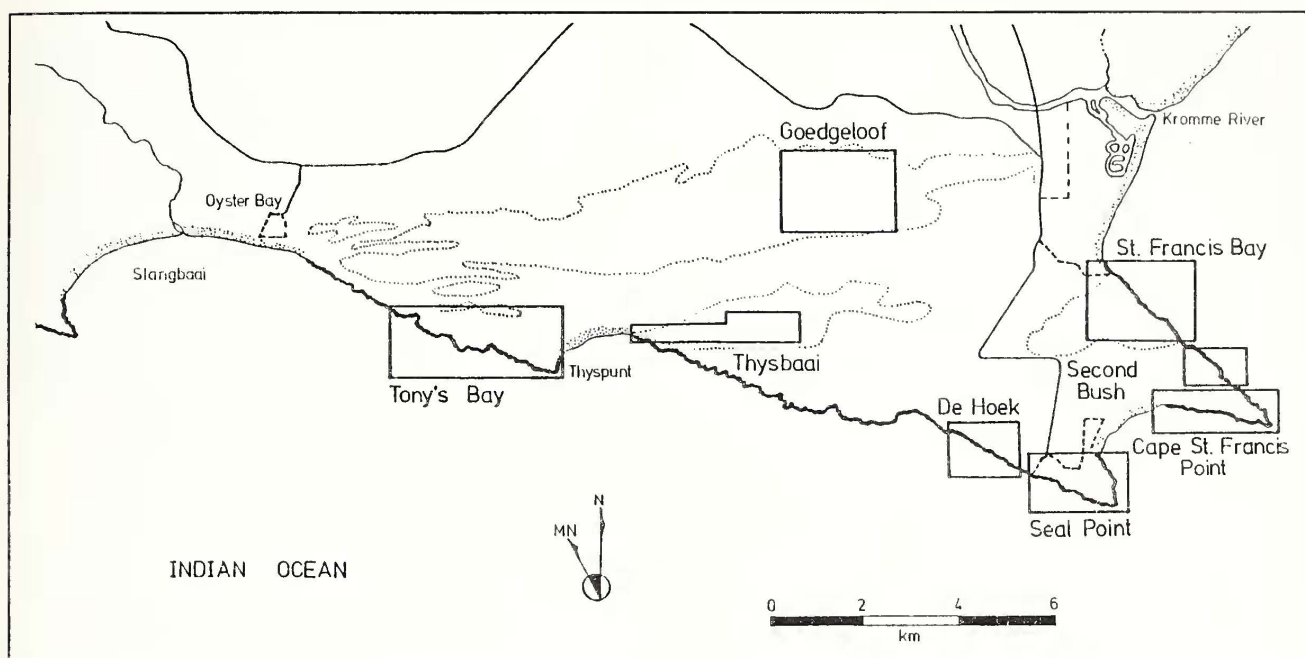 Goedgeloof
Kromme River
Oyster Bay
Slangbaai
St. Francis Bay
Thysbaai
Second
Bush
Thyspunt
Tony's Bay
De Hoek
Cape St. Francis
Point
Seal Point
N
MN
INDIAN OCEAN
0 2 4 6
km